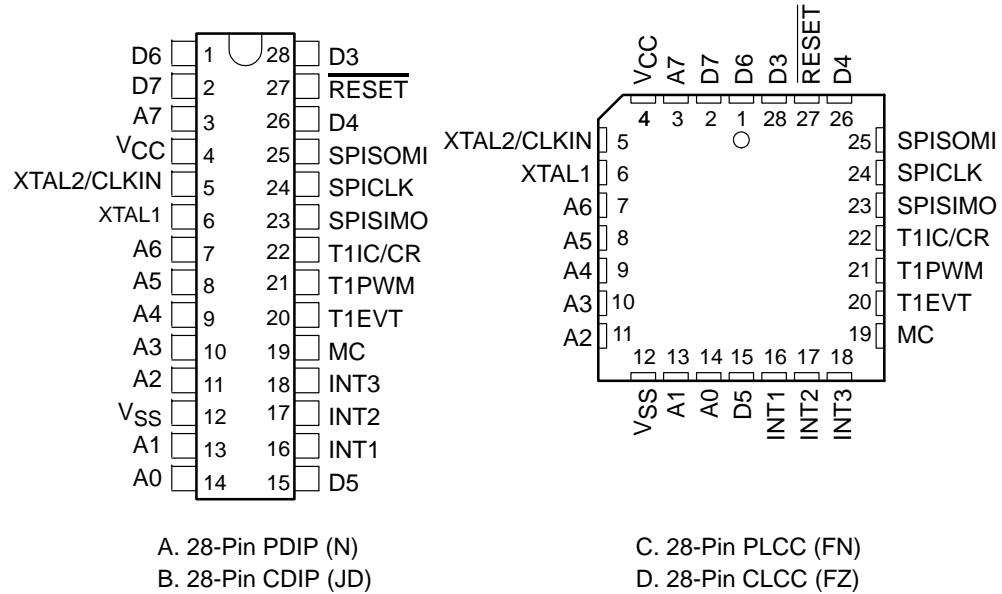 D6 1 28 D3
D7 2 27 RESET
A7 3 26 D4
VCC 4 25 SPISOMI
XTAL2/CLKIN 5 24 SPICLK
XTAL1 6 23 SPISIMO
A6 7 22 T1IC/CR
A5 8 21 T1PWM
A4 9 20 T1EVT
A3 10 19 MC
A2 11 18 INT3
VSS 12 17 INT2
A1 13 16 INT1
A0 14 15 D5
A. 28-Pin PDIP (N)
B. 28-Pin CDIP (JD)
VCC A7 D7 D6 D3 RESET D4
4 3 2 1 28 27 26
XTAL2/CLKIN 5 25 SPISOMI
XTAL1 6 24 SPICLK
A6 7 23 SPISIMO
A5 8 22 T1IC/CR
A4 9 21 T1PWM
A3 10 20 T1EVT
A2 11 19 MC
12 13 14 15 16 17 18
VSS A1 A0 D5 INT1 INT2 INT3
C. 28-Pin PLCC (FN)
D. 28-Pin CLCC (FZ)